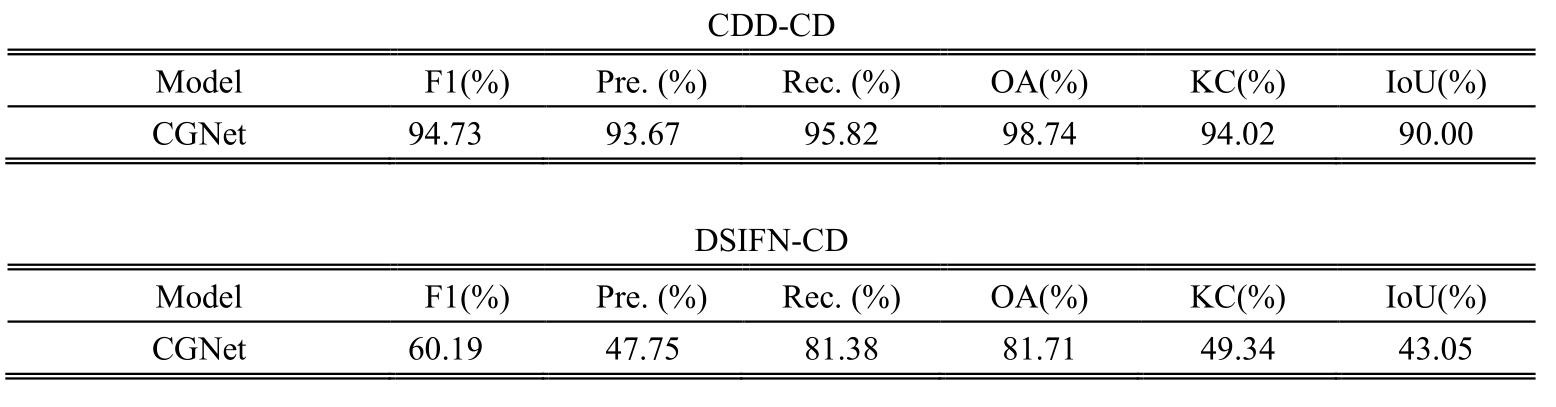 CDD-CD
Model F1(%) Pre. (%) Rec. (%) OA(%) KC(%) IoU(%)
CGNet 94.73 93.67 95.82 98.74 94.02 90.00
DSIFN-CD
Model F1(%) Pre. (%) Rec. (%) OA(%) KC(%) IoU(%)
CGNet 60.19 47.75 81.38 81.71 49.34 43.05